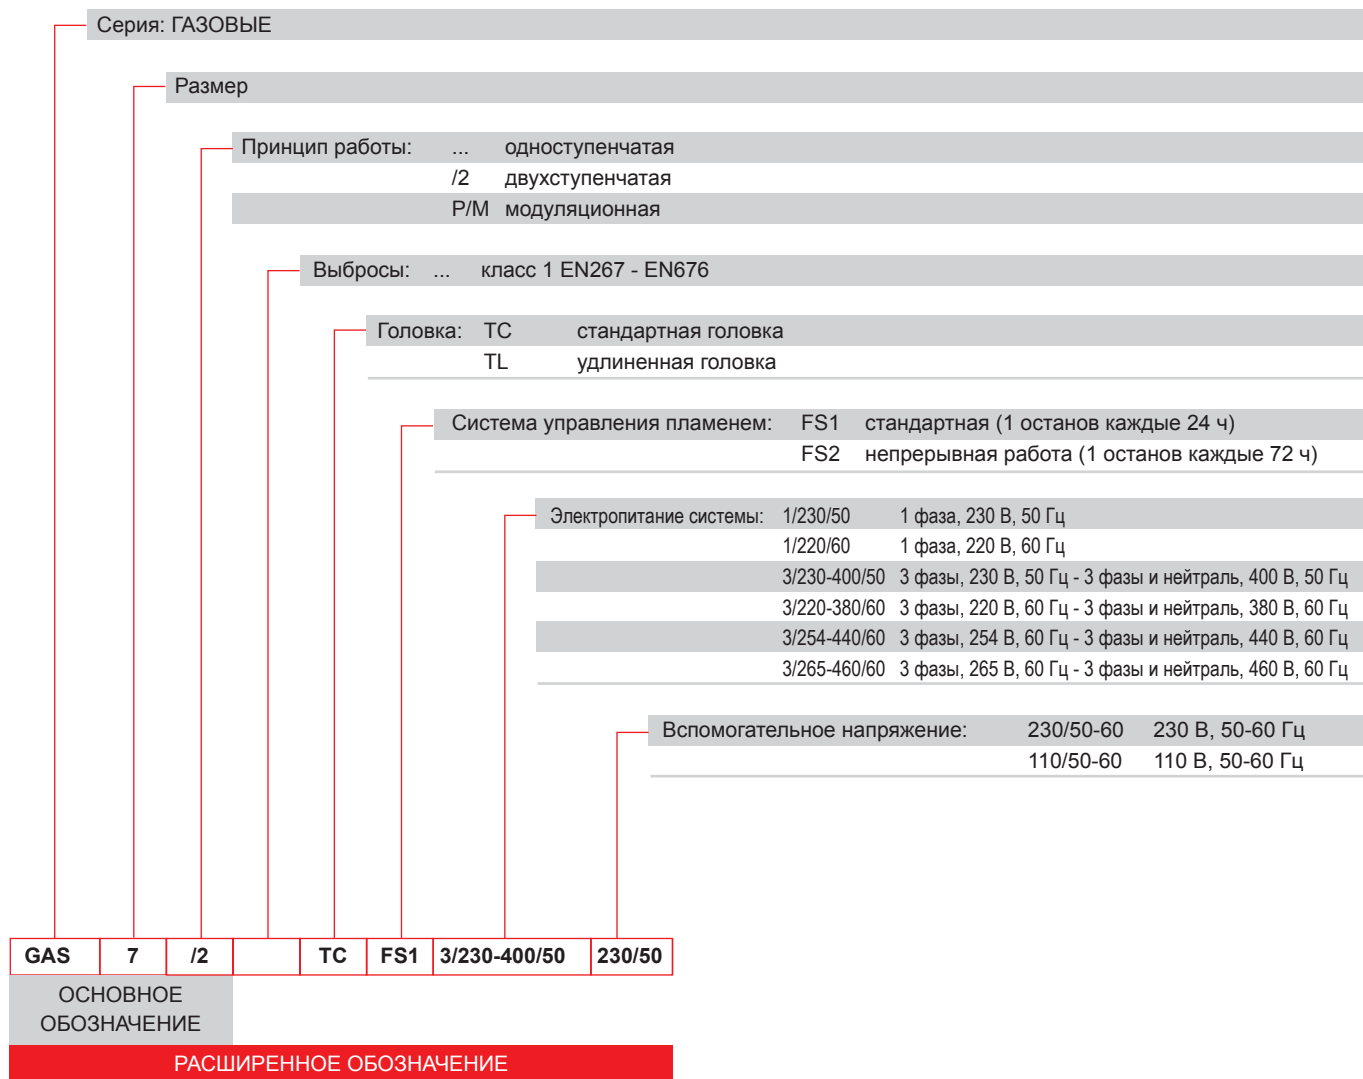 Серия: ГАЗОВЫЕ
Размер
Принцип работы: ... одноступенчатая
/2 двухступенчатая
P/M модуляционная
Выбросы: ... класс 1 EN267 - EN676
Головка: TC стандартная головка
TL удлиненная головка
Система управления пламенем: FS1 стандартная (1 останов каждые 24 ч)
FS2 непрерывная работа (1 останов каждые 72 ч)
Электропитание системы: 1/230/50 1 фаза, 230 В, 50 Гц
1/220/60 1 фаза, 220 В, 60 Гц
3/230-400/50 3 фазы, 230 В, 50 Гц - 3 фазы и нейтраль, 400 В, 50 Гц
3/220-380/60 3 фазы, 220 В, 60 Гц - 3 фазы и нейтраль, 380 В, 60 Гц
3/254-440/60 3 фазы, 254 В, 60 Гц - 3 фазы и нейтраль, 440 В, 60 Гц
3/265-460/60 3 фазы, 265 В, 60 Гц - 3 фазы и нейтраль, 460 В, 60 Гц
Вспомогательное напряжение: 230/50-60 230 В, 50-60 Гц
110/50-60 110 В, 50-60 Гц
GAS 7 /2 TC FS1 3/230-400/50 230/50
ОСНОВНОЕ
ОБОЗНАЧЕНИЕ
РАСШИРЕННОЕ ОБОЗНАЧЕНИЕ